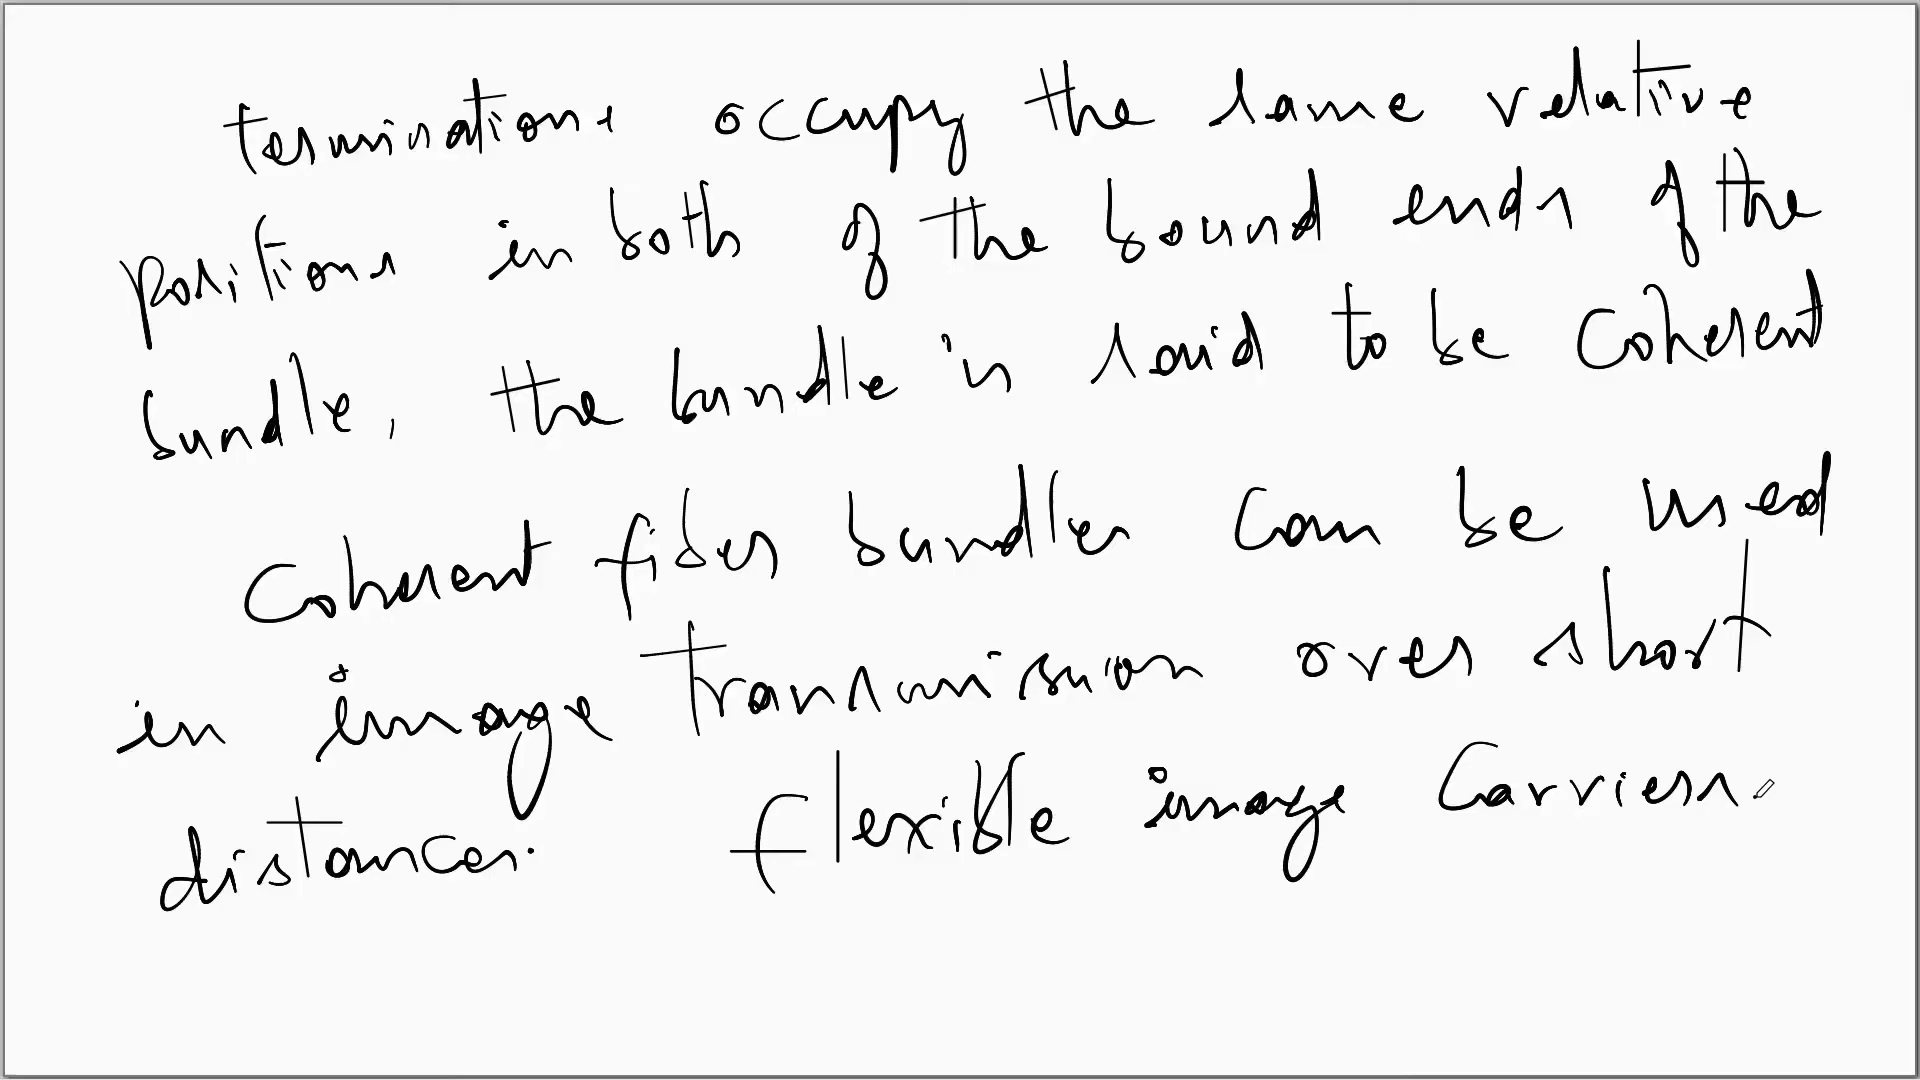 terminations occupy the same relative
positions in both of the bound ends of the
bundle, the bundle is said to be coherent
Coherent fiber bundles can be used
in image transmission over short
distances. flexible image carriers.